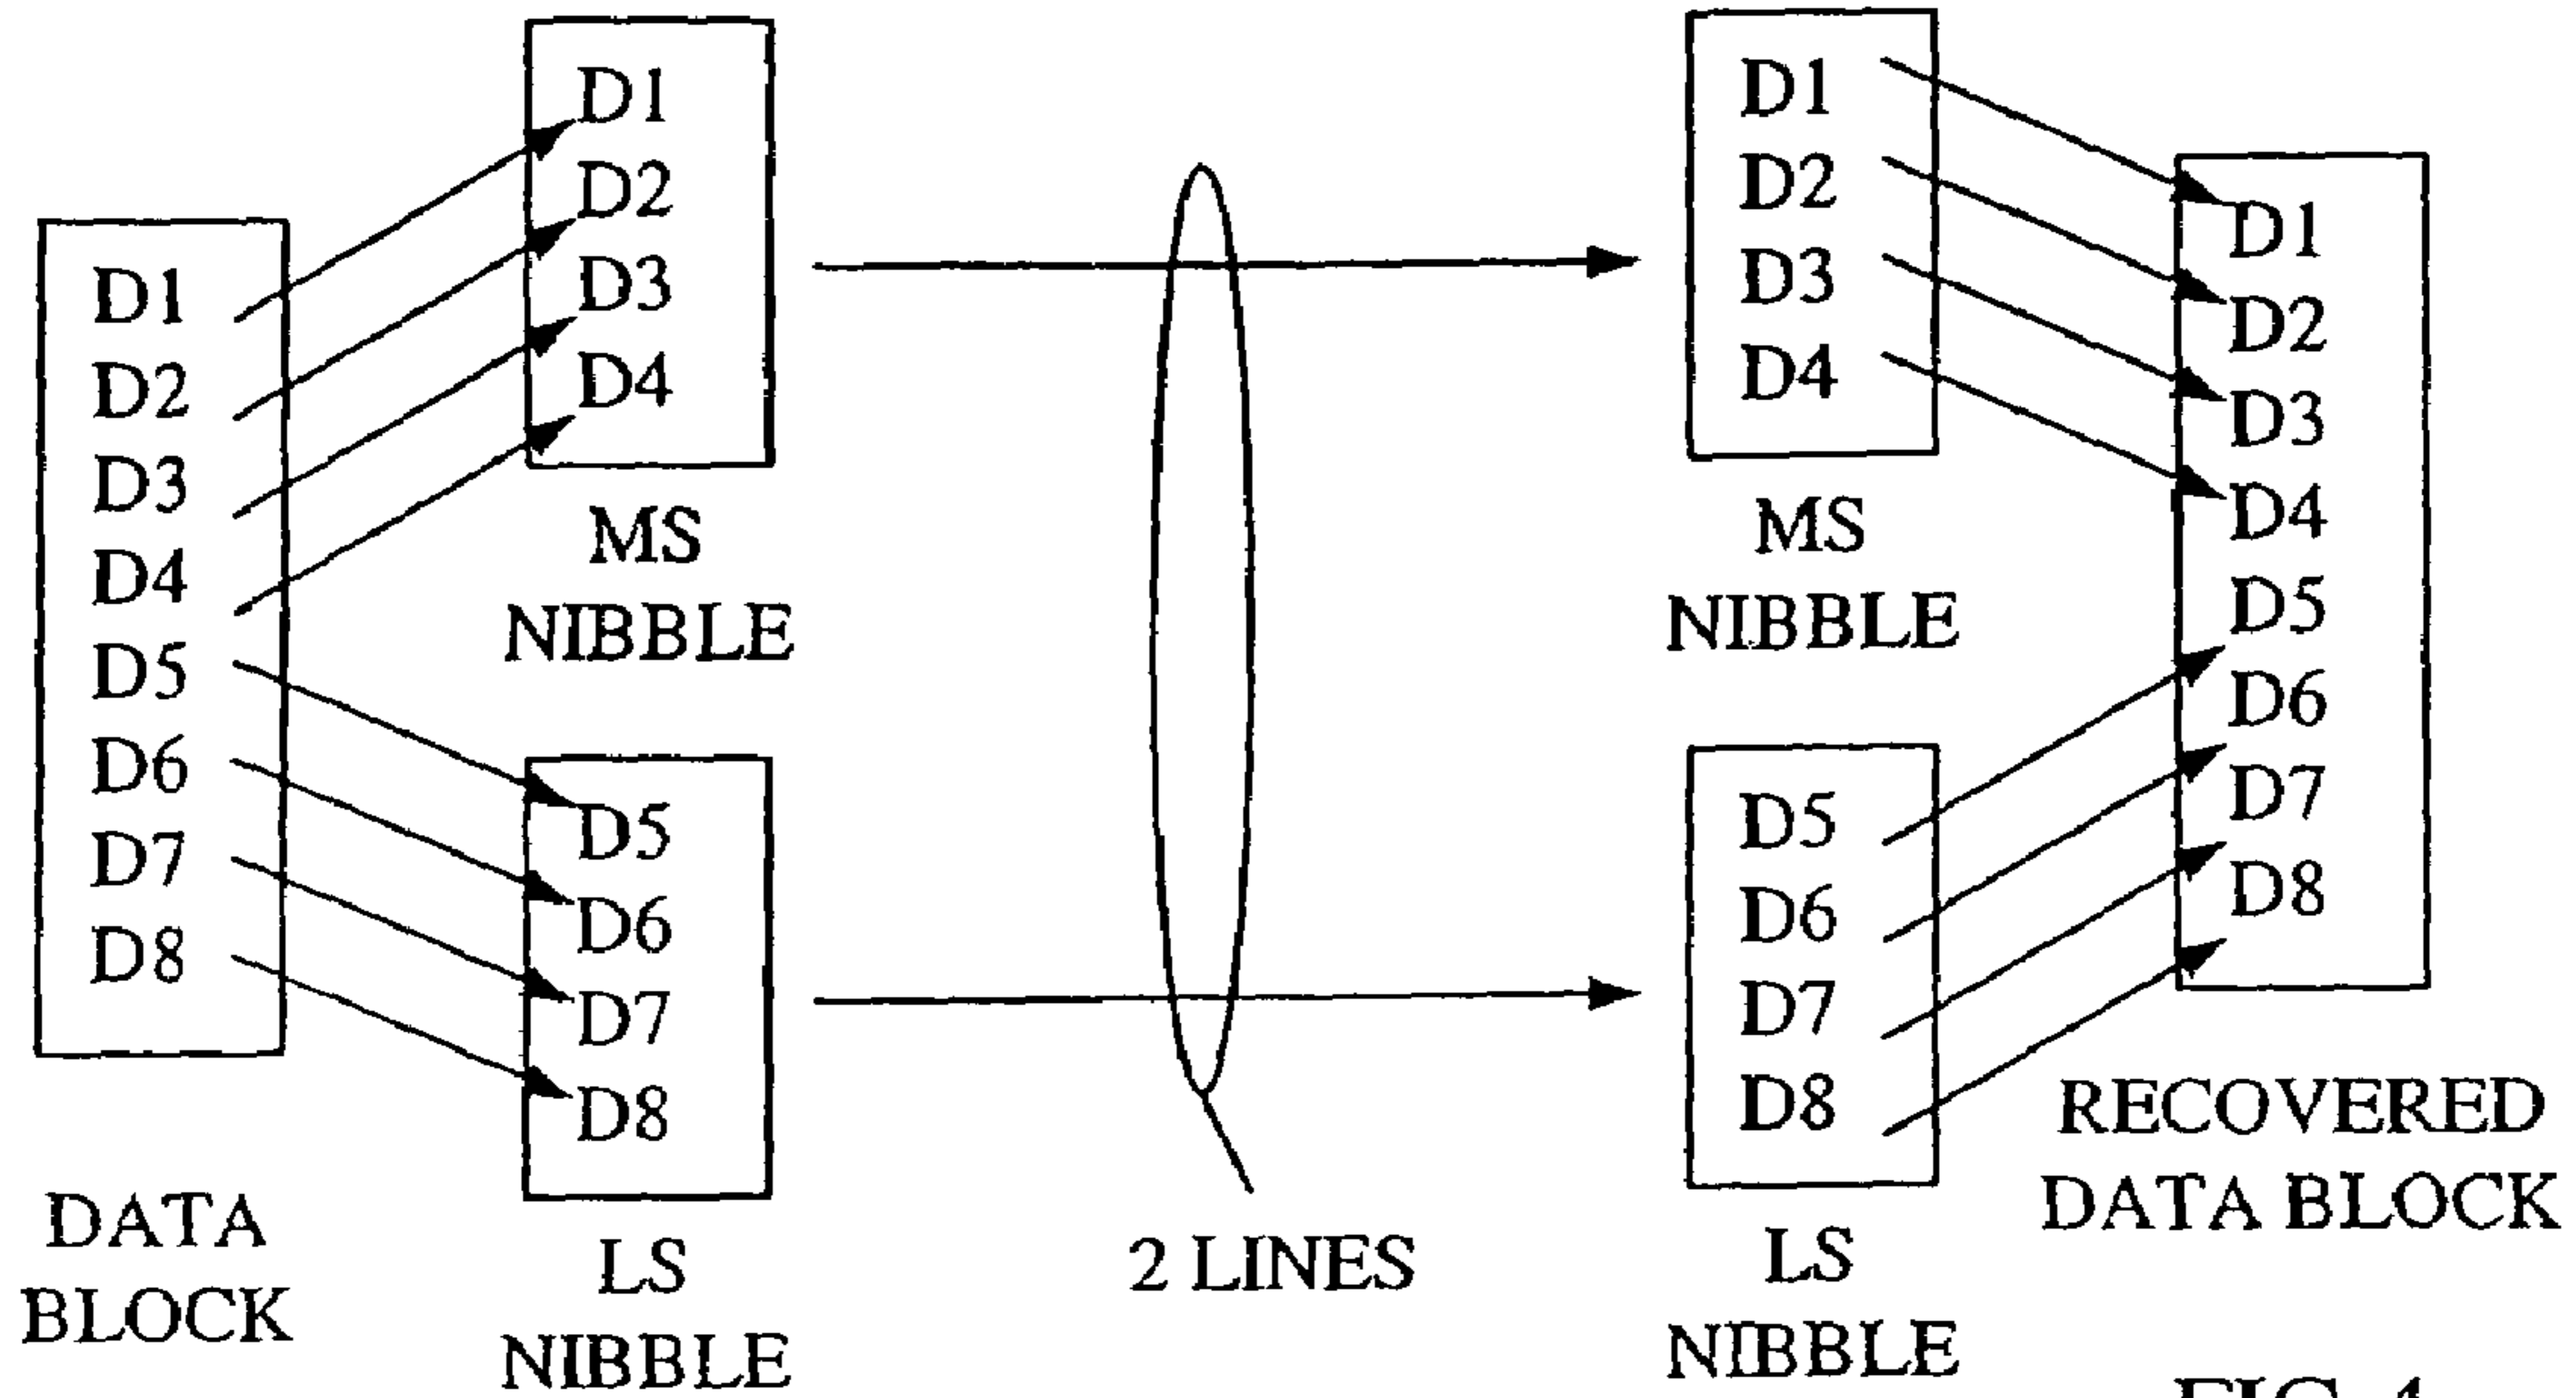 D1
D2
D3
D4
D5
D6
D7
D8
DATA
BLOCK
D1
D2
D3
D4
MS
NIBBLE
D5
D6
D7
D8
LS
NIBBLE
2 LINES
D1
D2
D3
D4
MS
NIBBLE
D5
D6
D7
D8
LS
NIBBLE
D1
D2
D3
D4
D5
D6
D7
D8
RECOVERED
DATA BLOCK